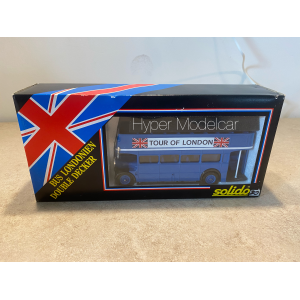 BUS LONDONIEN
DOUBLE DECKER
Hyper Modelcar
TOUR OF LONDON
solido